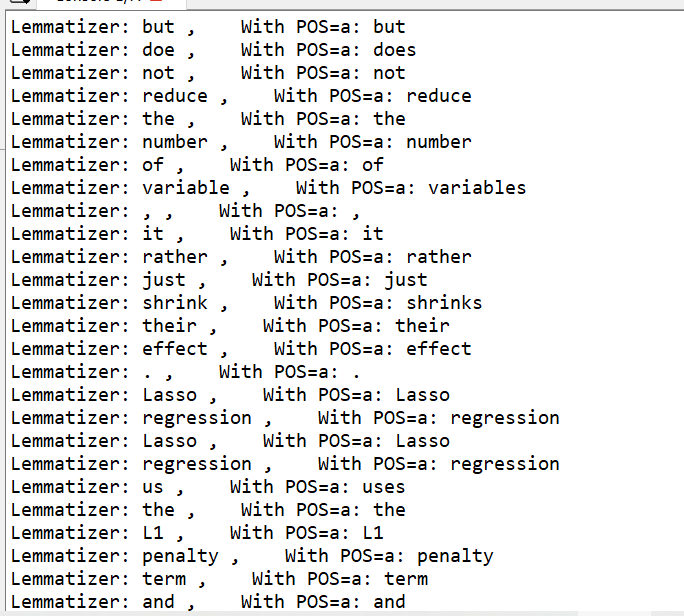 Lemmatizer: but ,    With POS=a: but
Lemmatizer: doe ,    With POS=a: does
Lemmatizer: not ,    With POS=a: not
Lemmatizer: reduce ,    With POS=a: reduce
Lemmatizer: the ,    With POS=a: the
Lemmatizer: number ,    With POS=a: number
Lemmatizer: of ,    With POS=a: of
Lemmatizer: variable ,    With POS=a: variables
Lemmatizer: , ,    With POS=a: ,
Lemmatizer: it ,    With POS=a: it
Lemmatizer: rather ,    With POS=a: rather
Lemmatizer: just ,    With POS=a: just
Lemmatizer: shrink ,    With POS=a: shrinks
Lemmatizer: their ,    With POS=a: their
Lemmatizer: effect ,    With POS=a: effect
Lemmatizer: . ,    With POS=a: .
Lemmatizer: Lasso ,    With POS=a: Lasso
Lemmatizer: regression ,    With POS=a: regression
Lemmatizer: Lasso ,    With POS=a: Lasso
Lemmatizer: regression ,    With POS=a: regression
Lemmatizer: us ,    With POS=a: uses
Lemmatizer: the ,    With POS=a: the
Lemmatizer: L1 ,    With POS=a: L1
Lemmatizer: penalty ,    With POS=a: penalty
Lemmatizer: term ,    With POS=a: term
Lemmatizer: and ,    With POS=a: and